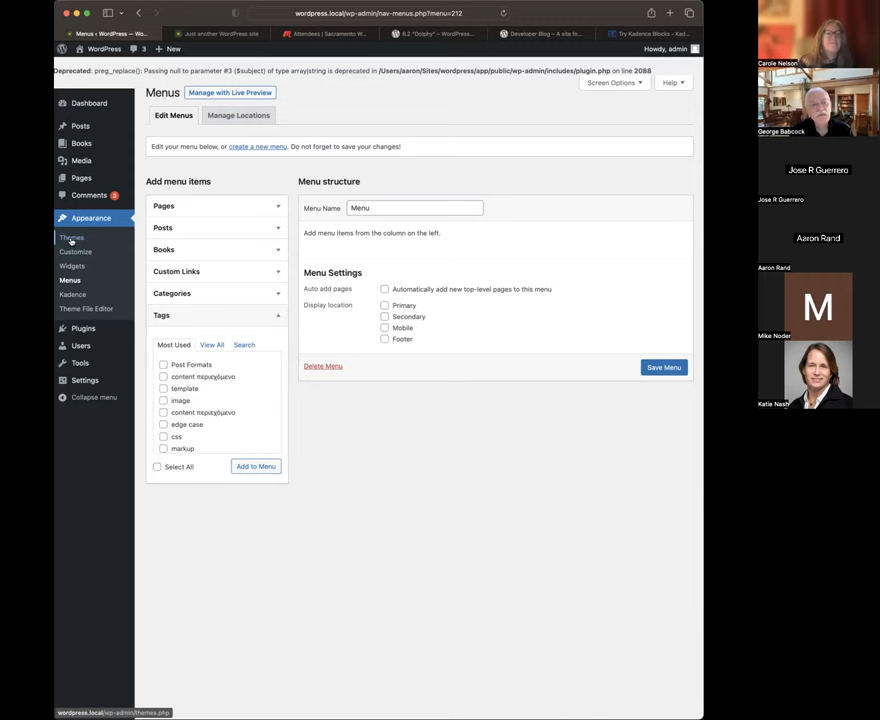 wordpress.local/wp-admin/nav-menus.php?menu=212
Menus ‹ WordPress — Wo...
Just another WordPress site
Attendees | Sacramento W...
6.2 "Dolphy" – WordPress...
Developer Blog – A site fo...
Try Kadence Blocks - Kad...
WordPress
3
New
Howdy, admin
Deprecated: preg_replace(): Passing null to parameter #3 ($subject) of type array|string is deprecated in /Users/aaron/Sites/wordpress/app/public/wp-admin/includes/plugin.php on line 2088
Screen Options
Help
Dashboard
Posts
Books
Media
Pages
Comments 3
Appearance
Themes
Customize
Widgets
Menus
Kadence
Theme File Editor
Plugins
Users
Tools
Settings
Collapse menu
Menus
Manage with Live Preview
Edit Menus
Manage Locations
Edit your menu below, or create a new menu. Do not forget to save your changes!
Add menu items
Pages
Posts
Books
Custom Links
Categories
Tags
Most Used
View All
Search
Post Formats
content περιεχόμενο
template
image
content περιεχόμενο
edge case
css
markup
Select All
Add to Menu
Menu structure
Menu Name
Menu
Add menu items from the column on the left.
Menu Settings
Auto add pages
Automatically add new top-level pages to this menu
Display location
Primary
Secondary
Mobile
Footer
Delete Menu
Save Menu
wordpress.local/wp-admin/themes.php
Carole Nelson
George Babcock
Jose R Guerrero
Jose R Guerrero
Aaron Rand
Aaron Rand
M
Mike Noder
Katie Nash